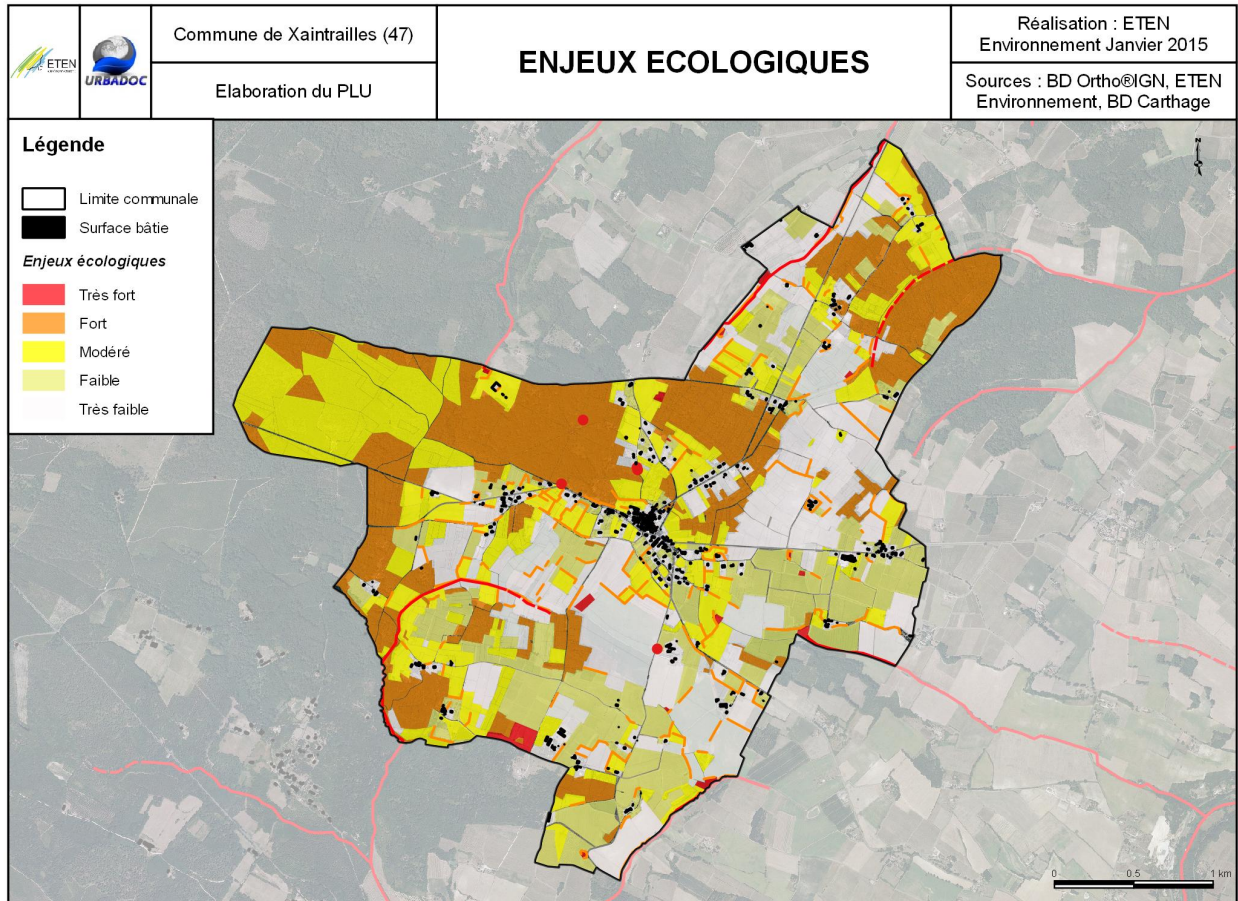 ETEN
URBADOC
Commune de Xaintrailles (47)
Elaboration du PLU
ENJEUX ECOLOGIQUES
Réalisation : ETEN
Environnement Janvier 2015
Sources : BD Ortho®IGN, ETEN
Environnement, BD Carthage
Légende
Limite communale
Surface bâtie
Enjeux écologiques
Très fort
Fort
Modéré
Faible
Très faible
N
0 0.5 1 km